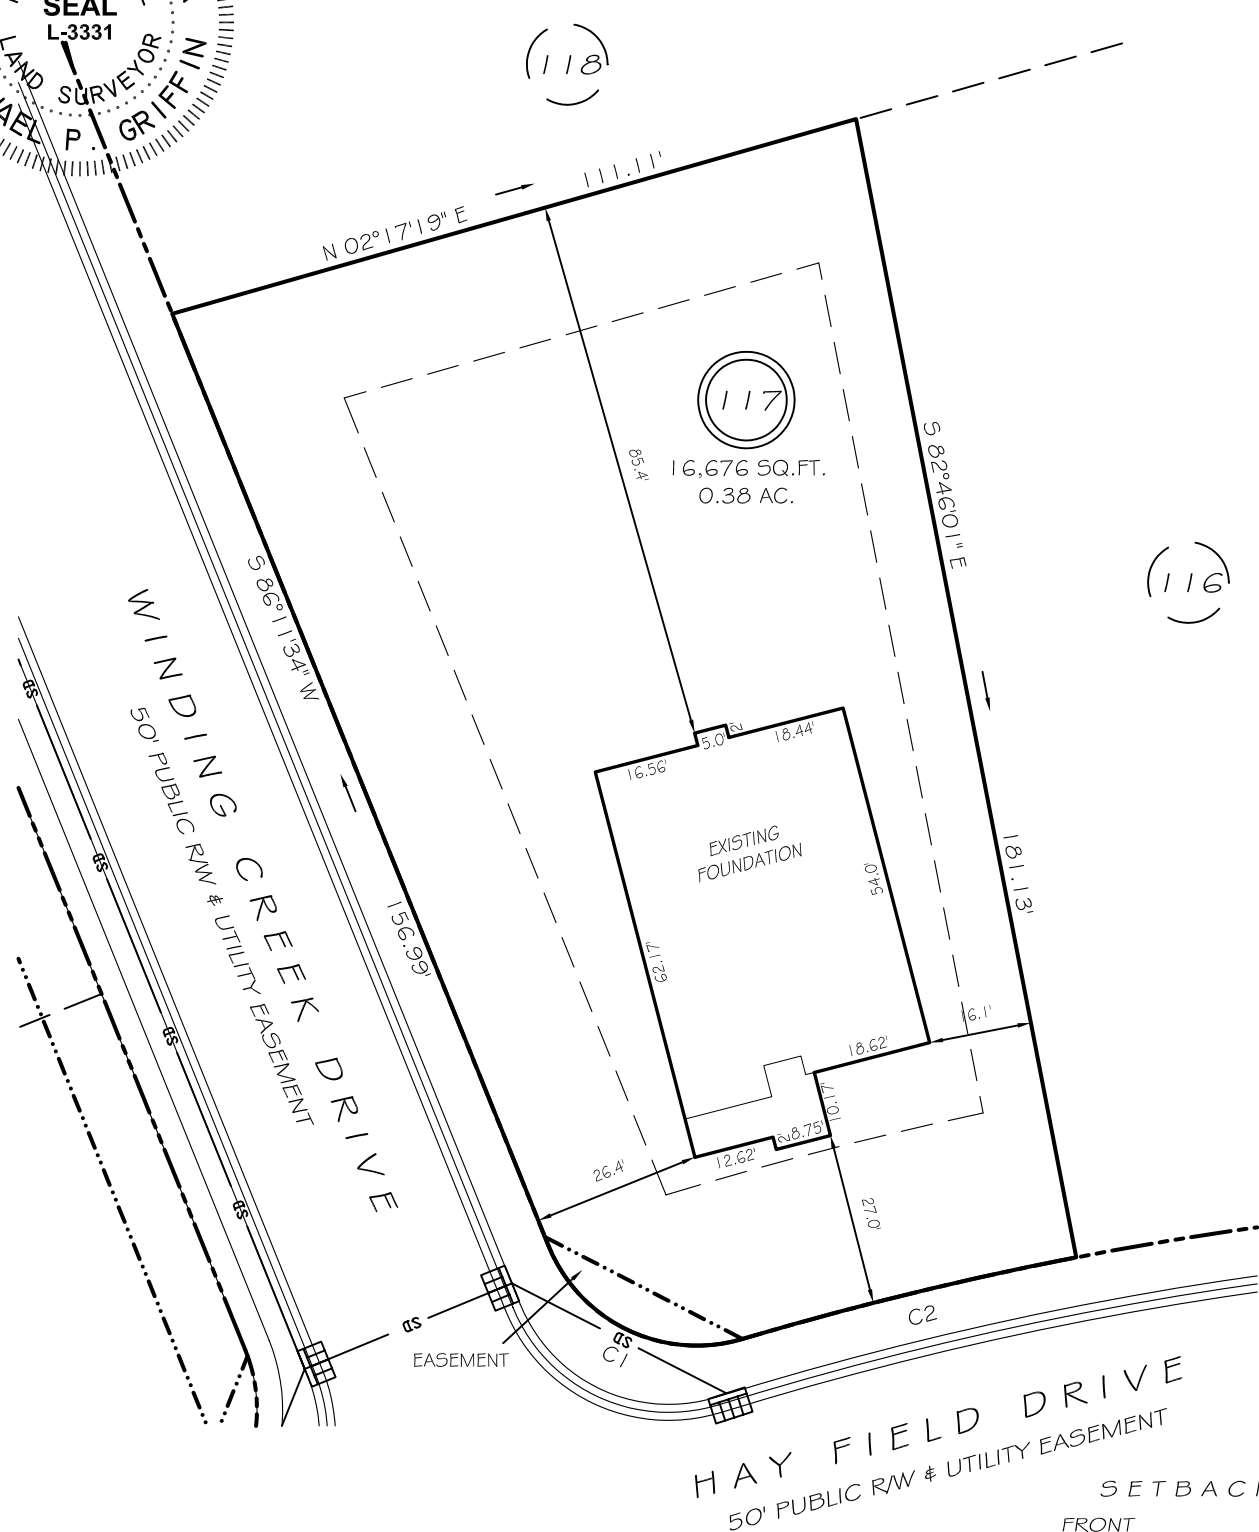 SEAL
L-3331
LAND SURVEYOR
P. GRIFFIN
118
111.11'
N 02°17'19" E
117
16,676 SQ.FT.
0.38 AC.
85.4'
S 82°46'01" E
116
S 86°11'34" W
WINDING CREEK DRIVE
50' PUBLIC R/W & UTILITY EASEMENT
SD
SD
SD
SD
16.56'
5.0'
2'
18.44'
EXISTING
FOUNDATION
54.0'
62.17'
181.13'
156.99'
16.1'
18.62'
10.17'
2'
8.75'
12.62'
26.4'
27.0'
SD
SD
C1
C2
EASEMENT
HAY FIELD DRIVE
50' PUBLIC R/W & UTILITY EASEMENT
SETBAC
FRONT